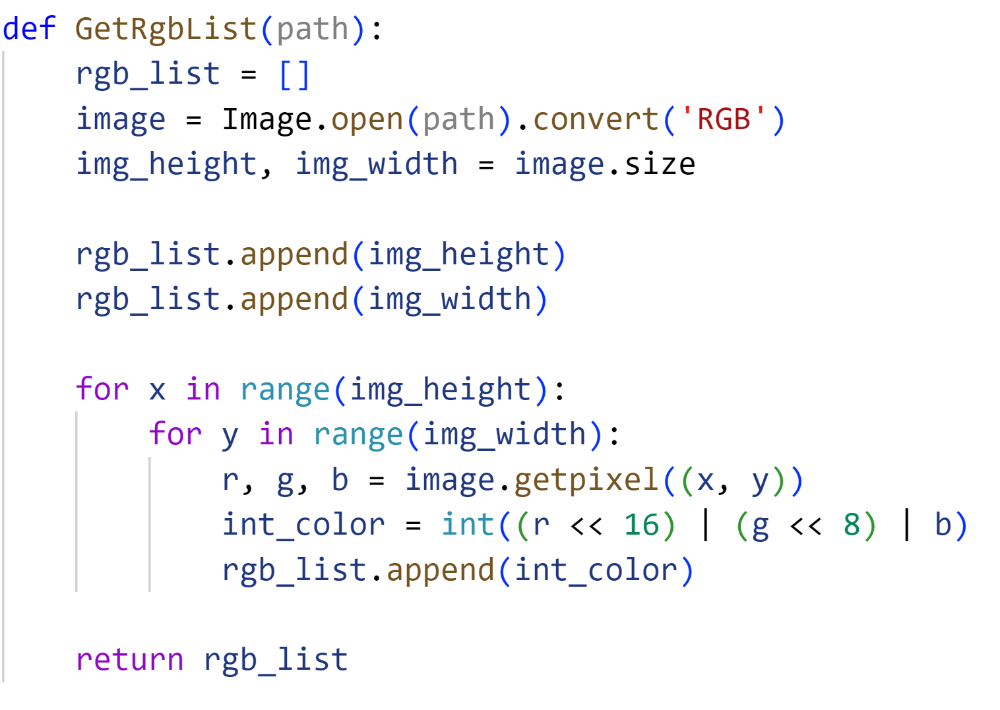 def GetRgbList(path):
    rgb_list = []
    image = Image.open(path).convert('RGB')
    img_height, img_width = image.size

    rgb_list.append(img_height)
    rgb_list.append(img_width)

    for x in range(img_height):
        for y in range(img_width):
            r, g, b = image.getpixel((x, y))
            int_color = int((r << 16) | (g << 8) | b)
            rgb_list.append(int_color)

    return rgb_list